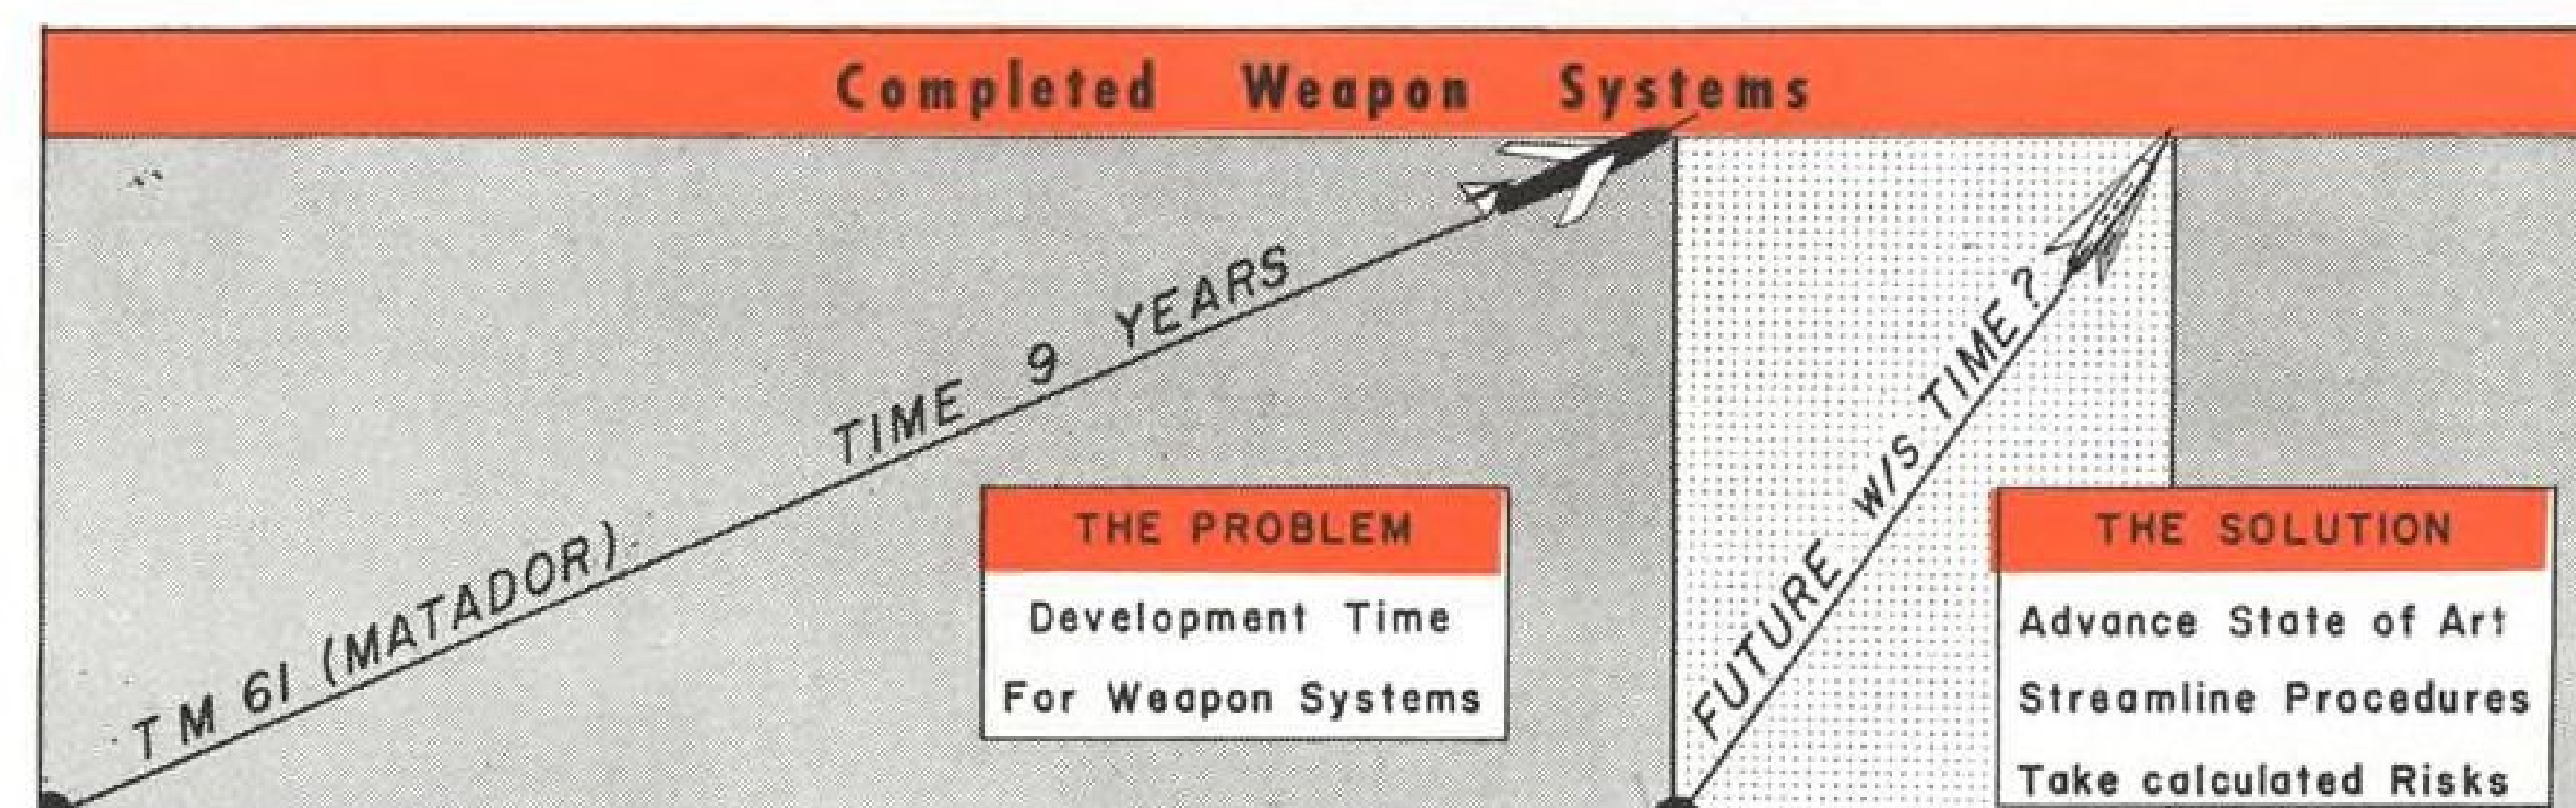 Completed Weapon Systems
TM 61 (MATADOR) TIME 9 YEARS
FUTURE W/S TIME?
THE PROBLEM
Development Time
For Weapon Systems
THE SOLUTION
Advance State of Art
Streamline Procedures
Take calculated Risks